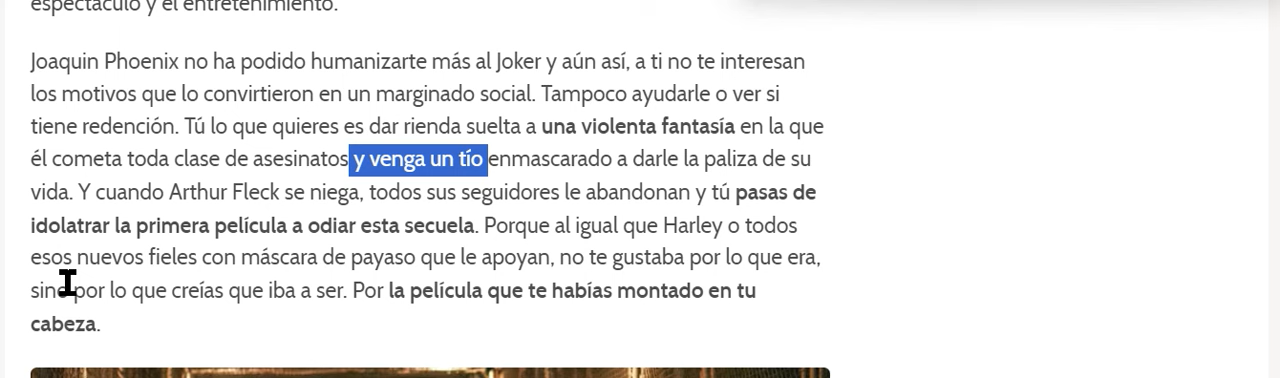 espectáculo y el entretenimiento.
Joaquin Phoenix no ha podido humanizarte más al Joker y aún así, a ti no te interesan
los motivos que lo convirtieron en un marginado social. Tampoco ayudarle o ver si
tiene redención. Tú lo que quieres es dar rienda suelta a una violenta fantasía en la que
él cometa toda clase de asesinatos y venga un tío enmascarado a darle la paliza de su
vida. Y cuando Arthur Fleck se niega, todos sus seguidores le abandonan y tú pasas de
idolatrar la primera película a odiar esta secuela. Porque al igual que Harley o todos
esos nuevos fieles con máscara de payaso que le apoyan, no te gustaba por lo que era,
sino por lo que creías que iba a ser. Por la película que te habías montado en tu
cabeza.